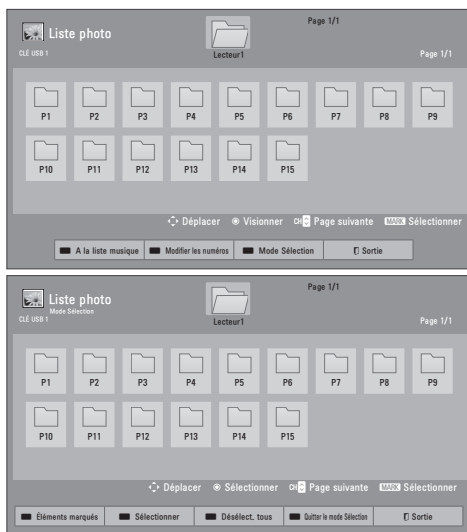 Liste photo
Page 1/1
CLÉ USB 1
Lecteur1
Page 1/1
P1 P2 P3 P4 P5 P6 P7 P8 P9
P10 P11 P12 P13 P14 P15
Déplacer Visionner CH Page suivante MARK Sélectionner
A la liste musique Modifier les numéros Mode Sélection Sortie
Liste photo
Page 1/1
Mode Sélection
CLÉ USB 1
Lecteur1
Page 1/1
P1 P2 P3 P4 P5 P6 P7 P8 P9
P10 P11 P12 P13 P14 P15
Déplacer Sélectionner CH Page suivante MARK Sélectionner
Éléments marqués Sélectionner Désélect. tous Quitter le mode Sélection Sortie